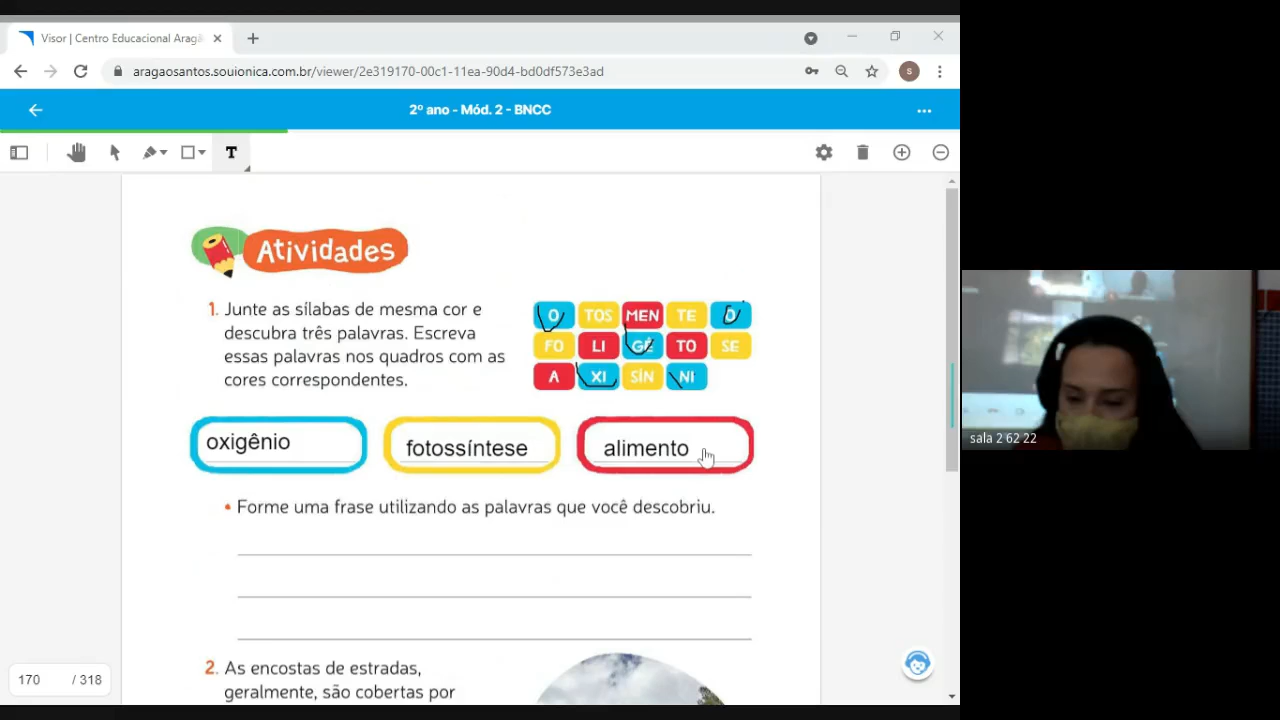 Visor | Centro Educacional Aragã
aragaosantos.souionica.com.br/viewer/2e319170-00c1-11ea-90d4-bd0df573e3ad
S
2º ano - Mód. 2 - BNCC
T
Atividades
1. Junte as sílabas de mesma cor e
descubra três palavras. Escreva
essas palavras nos quadros com as
cores correspondentes.
O TOS MEN TE O
FO LI GÊ TO SE
A XI SÍN NI
oxigênio fotossíntese alimento
• Forme uma frase utilizando as palavras que você descobriu.
2. As encostas de estradas,
geralmente, são cobertas por
170 / 318
sala 2 62 22